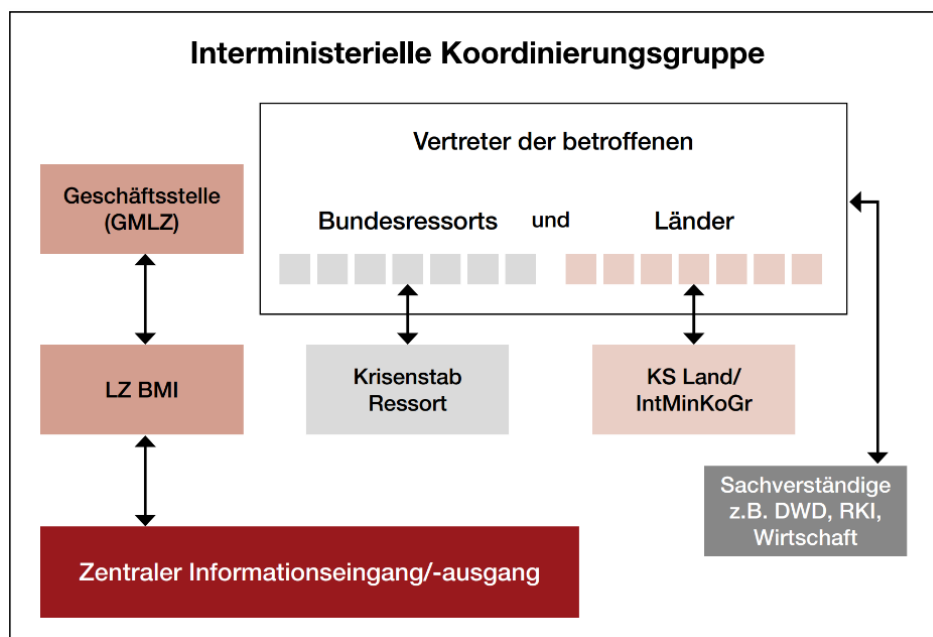 Interministerielle Koordinierungsgruppe
Vertreter der betroffenen
Bundesressorts und Länder
Geschäftsstelle
(GMLZ)
LZ BMI
Krisenstab
Ressort
KS Land/
IntMinKoGr
Sachverständige
z.B. DWD, RKI,
Wirtschaft
Zentraler Informationseingang/-ausgang